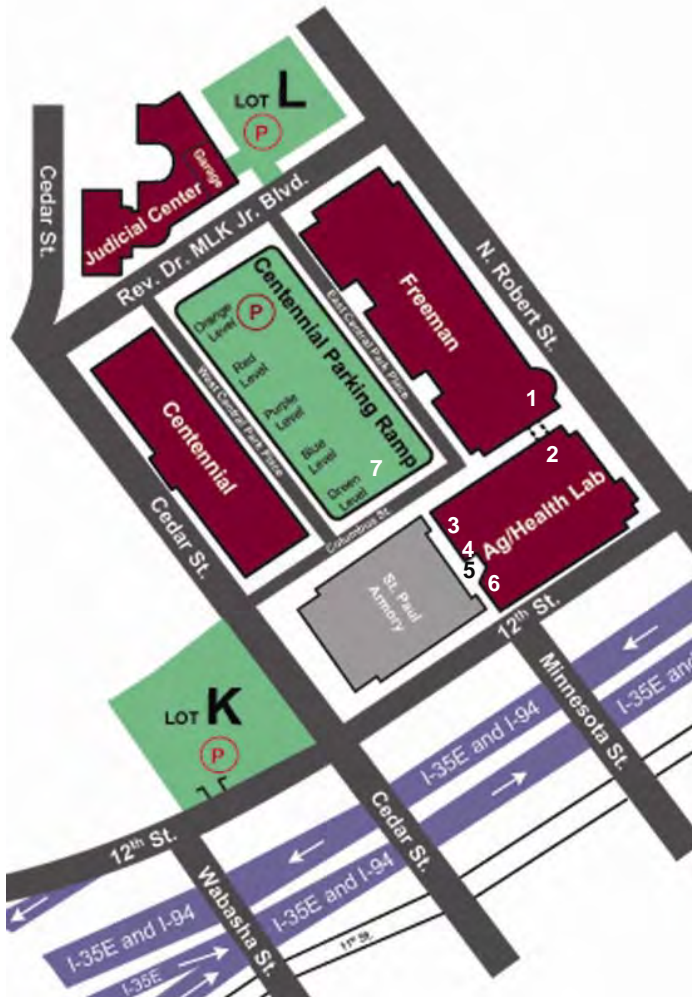 LOT L
P
Cedar St.
Garage
Judicial Center
Rev. Dr. MLK Jr. Blvd.
N. Robert St.
Freeman
East Central Park Place
Centennial Parking Ramp
P
Orange
Level
Red
Level
Purple
Level
Blue
Level
Green
Level
West Central Park Place
Centennial
1
2
7
3
4
5
6
Ag/Health Lab
Columbus St.
St. Paul
Armory
Cedar St.
12th St.
Minnesota St.
LOT K
P
I-35E and I-94
I-35E and
12th St.
Cedar St.
Wabasha St.
I-35E and I-94
I-35E and I-94
I-35E
11th St.